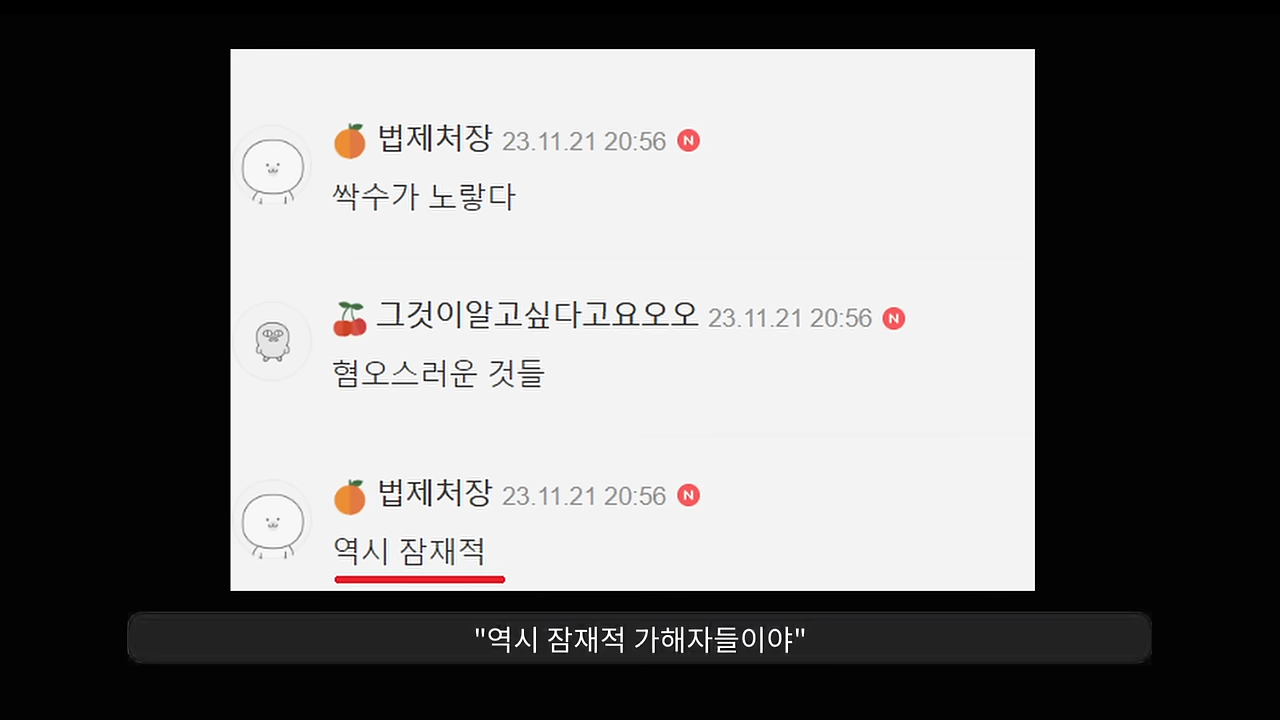 법제처장 23.11.21 20:56 N
싹수가 노랗다
그것이알고싶다고요오오 23.11.21 20:56 N
혐오스러운 것들
법제처장 23.11.21 20:56 N
역시 잠재적
"역시 잠재적 가해자들이야"